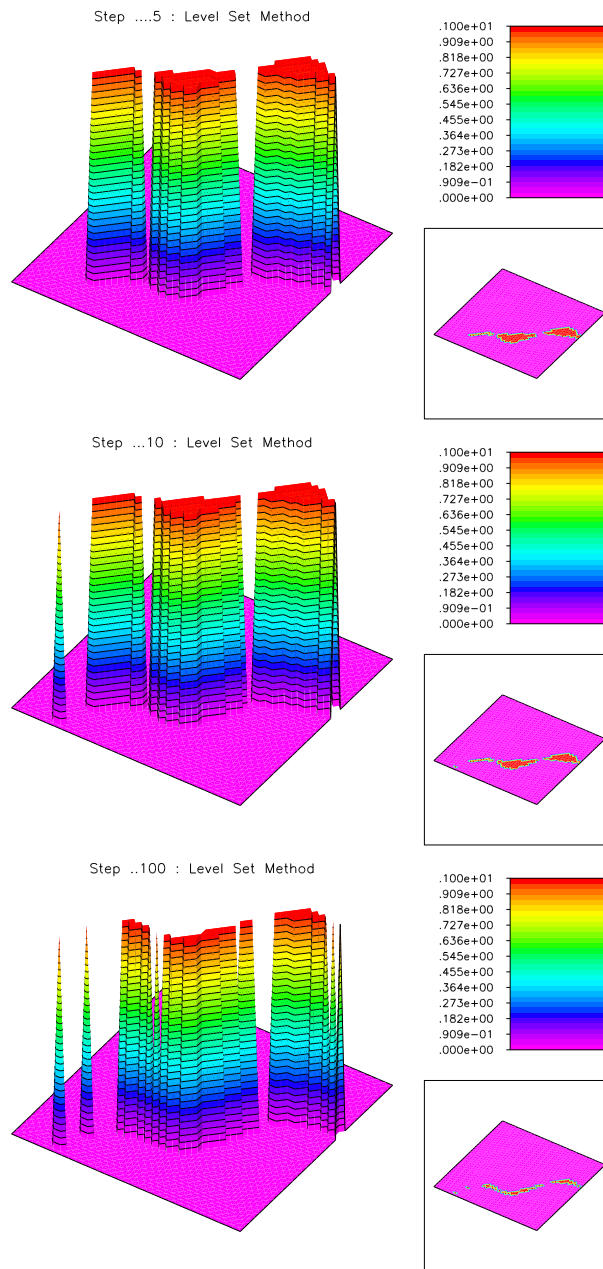 Step ....5 : Level Set Method
.100e+01
.909e+00
.818e+00
.727e+00
.636e+00
.545e+00
.455e+00
.364e+00
.273e+00
.182e+00
.909e-01
.000e+00
Step ...10 : Level Set Method
.100e+01
.909e+00
.818e+00
.727e+00
.636e+00
.545e+00
.455e+00
.364e+00
.273e+00
.182e+00
.909e-01
.000e+00
Step ..100 : Level Set Method
.100e+01
.909e+00
.818e+00
.727e+00
.636e+00
.545e+00
.455e+00
.364e+00
.273e+00
.182e+00
.909e-01
.000e+00